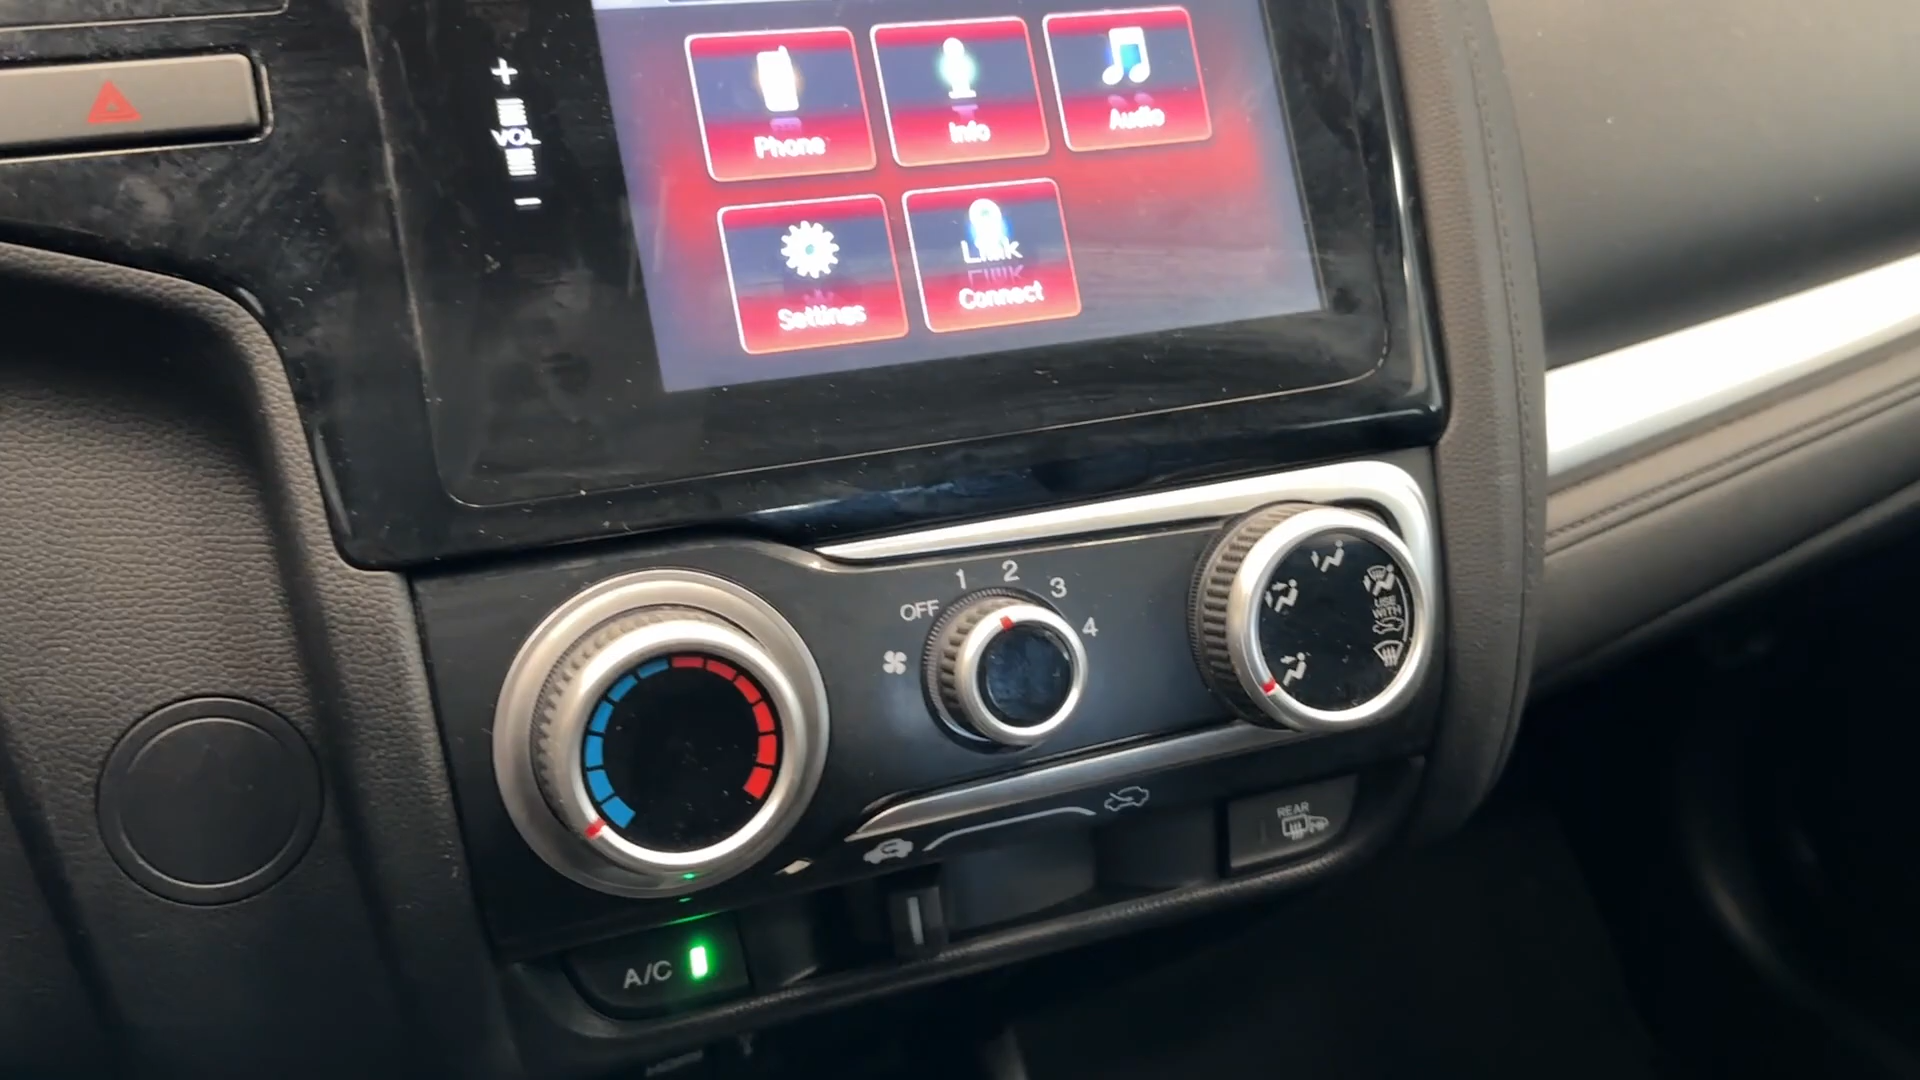 +
VOL
-
Phone
Info
Audio
Settings
Link
Connect
OFF
1
2
3
4
USE
WITH
REAR
A/C